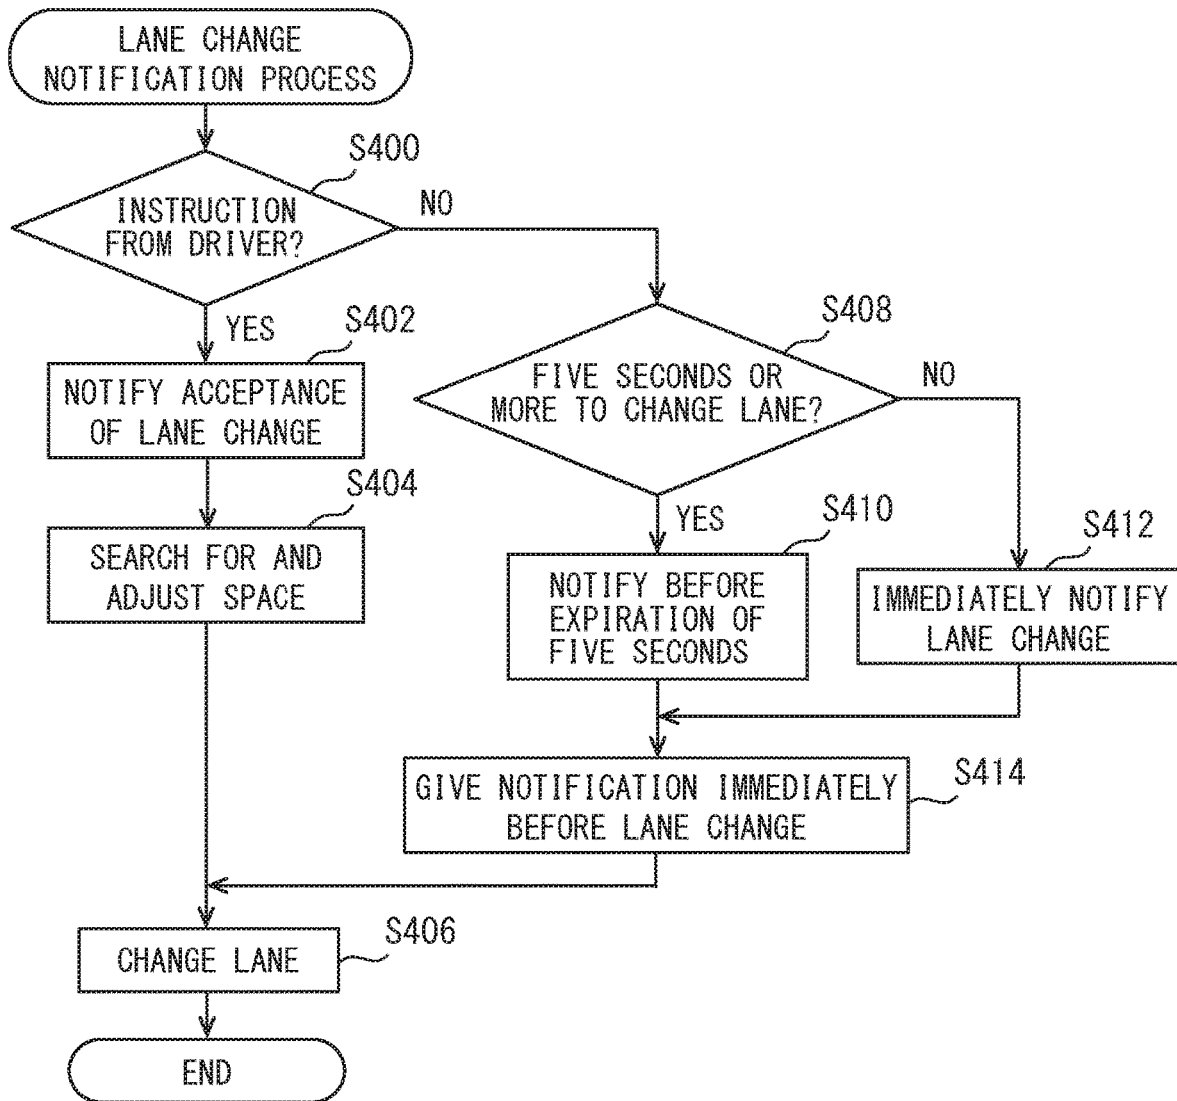 LANE CHANGE
NOTIFICATION PROCESS
S400
INSTRUCTION
FROM DRIVER?
NO
YES
S402
NOTIFY ACCEPTANCE
OF LANE CHANGE
S404
SEARCH FOR AND
ADJUST SPACE
S408
FIVE SECONDS OR
MORE TO CHANGE LANE?
NO
YES
S410
NOTIFY BEFORE
EXPIRATION OF
FIVE SECONDS
S412
IMMEDIATELY NOTIFY
LANE CHANGE
GIVE NOTIFICATION IMMEDIATELY
BEFORE LANE CHANGE
S414
S406
CHANGE LANE
END